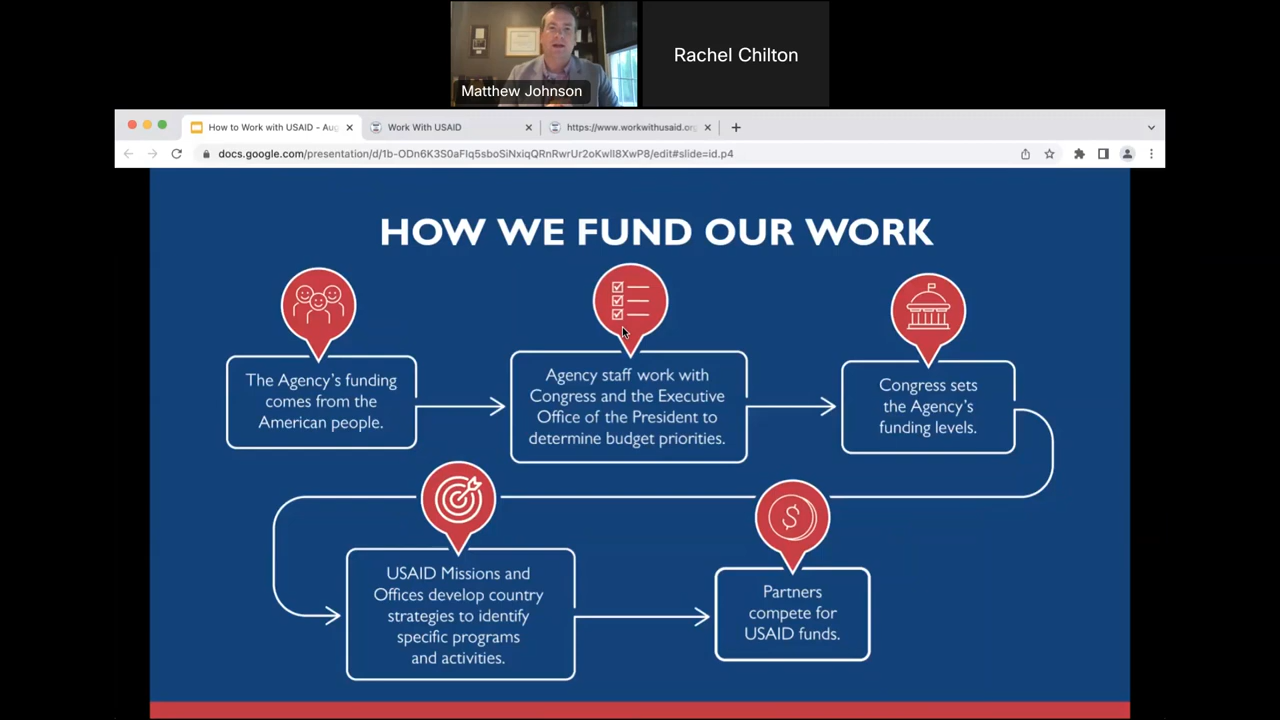 Rachel Chilton
Matthew Johnson
How to Work with USAID - Aug
Work With USAID
https://www.workwithusaid.org
docs.google.com/presentation/d/1b-ODn6K3S0aFlq5sboSiNxiqQRnRwrUr2oKwlI8XwP8/edit#slide=id.p4
HOW WE FUND OUR WORK
The Agency's funding
comes from the
American people.
Agency staff work with
Congress and the Executive
Office of the President to
determine budget priorities.
Congress sets
the Agency's
funding levels.
USAID Missions and
Offices develop country
strategies to identify
specific programs
and activities.
Partners
compete for
USAID funds.